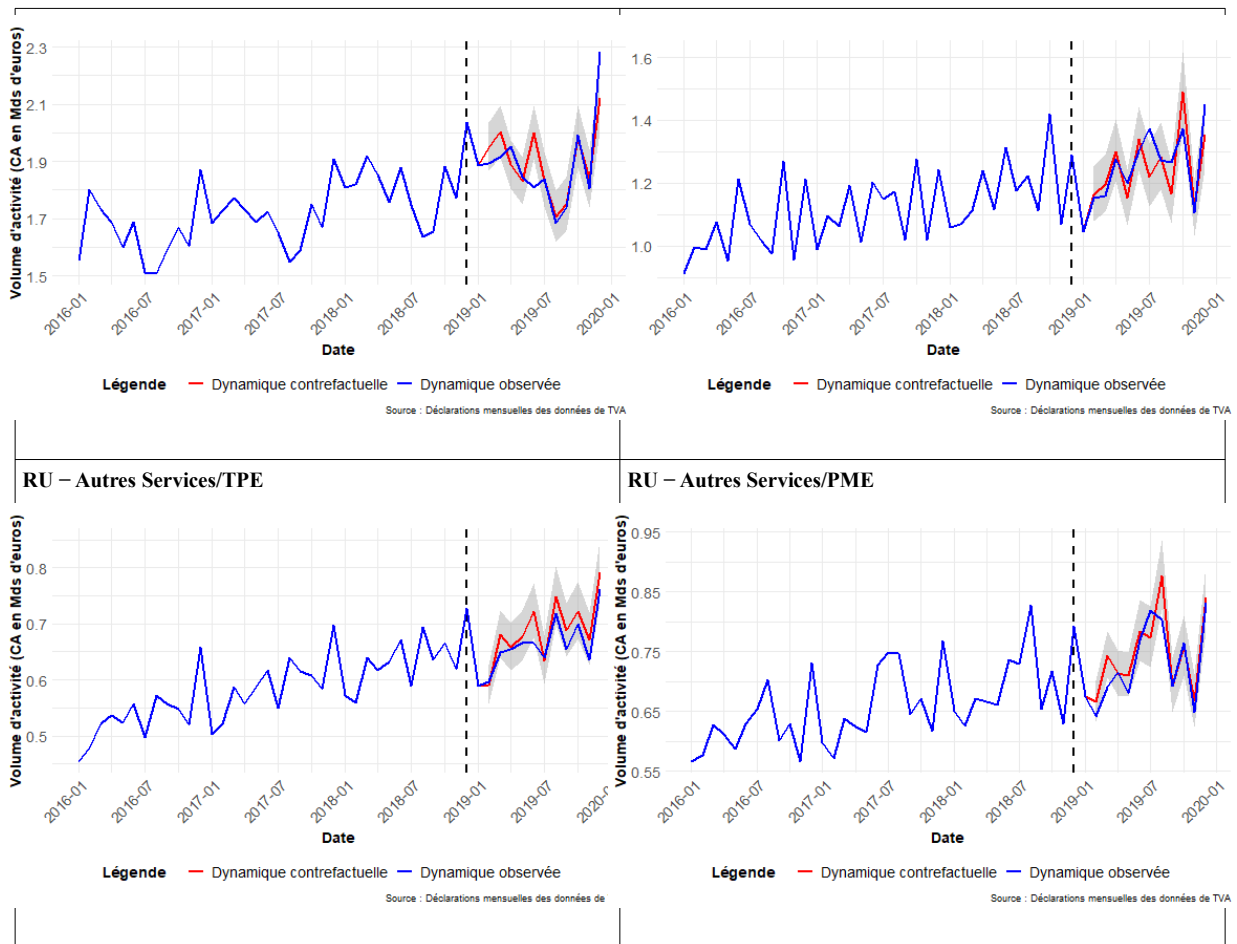 Volume d'activité (CA en Mds d'euros)
2.3
2.1
1.9
1.7
1.5
2016-01
2016-07
2017-01
2017-07
2018-01
2018-07
2019-01
2019-07
2020-01
Date
Légende
Dynamique contrefactuelle
Dynamique observée
Source : Déclarations mensuelles des données de TVA
1.6
1.4
1.2
1.0
2016-01
2016-07
2017-01
2017-07
2018-01
2018-07
2019-01
2019-07
2020-01
Date
Légende
Dynamique contrefactuelle
Dynamique observée
Source : Déclarations mensuelles des données de TVA
RU − Autres Services/TPE
Volume d'activité (CA en Mds d'euros)
0.8
0.7
0.6
0.5
2016-01
2016-07
2017-01
2017-07
2018-01
2018-07
2019-01
2019-07
2020-
Date
Légende
Dynamique contrefactuelle
Dynamique observée
Source : Déclarations mensuelles des données de
RU − Autres Services/PME
Volume d'activité (CA en Mds d'euros)
0.95
0.85
0.75
0.65
0.55
2016-01
2016-07
2017-01
2017-07
2018-01
2018-07
2019-01
2019-07
2020-01
Date
Légende
Dynamique contrefactuelle
Dynamique observée
Source : Déclarations mensuelles des données de TVA